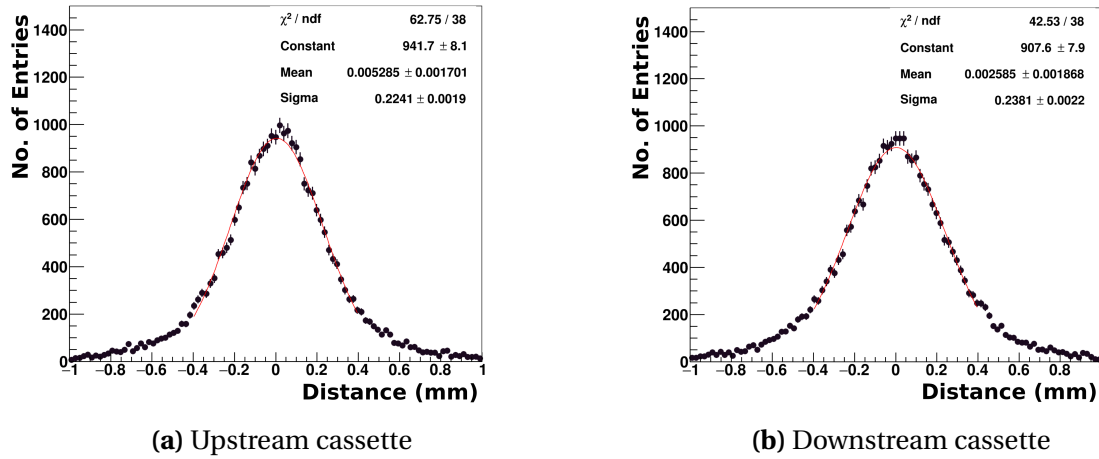 χ² / ndf 62.75 / 38
Constant 941.7 ± 8.1
Mean 0.005285 ± 0.001701
Sigma 0.2241 ± 0.0019
No. of Entries
1400
1200
1000
800
600
400
200
0
−1 −0.8 −0.6 −0.4 −0.2 0 0.2 0.4 0.6 0.8 1
Distance (mm)
(a) Upstream cassette
χ² / ndf 42.53 / 38
Constant 907.6 ± 7.9
Mean 0.002585 ± 0.001868
Sigma 0.2381 ± 0.0022
No. of Entries
1400
1200
1000
800
600
400
200
0
−1 −0.8 −0.6 −0.4 −0.2 0 0.2 0.4 0.6 0.8 1
Distance (mm)
(b) Downstream cassette